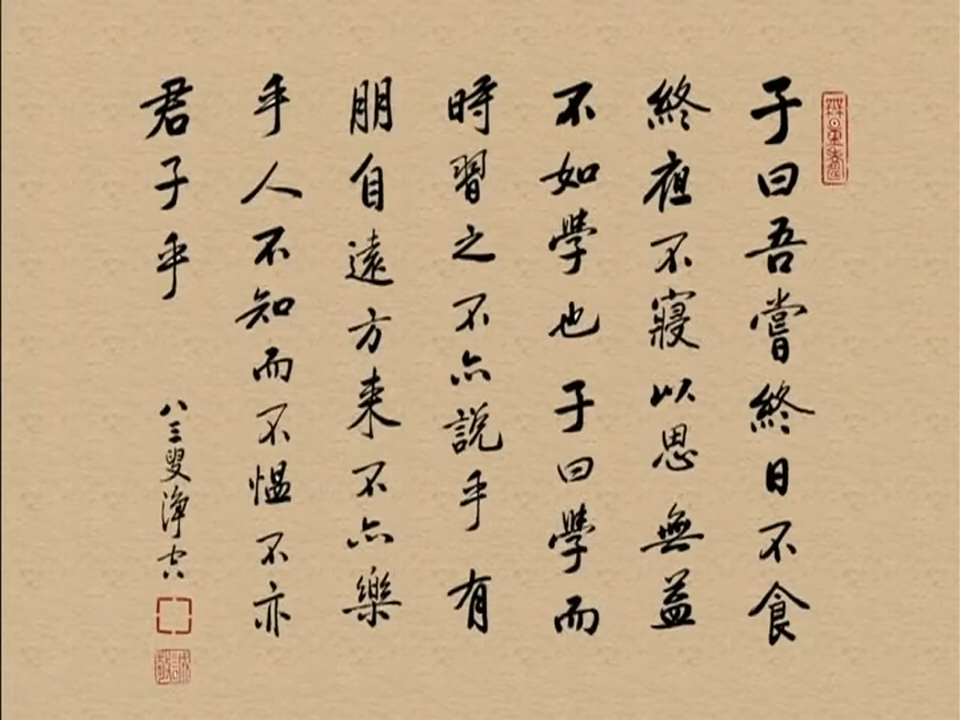 子曰吾嘗終日不食
終夜不寢以思無益
不如學也子曰學而
時習之不亦說乎有
朋自遠方来不亦樂
乎人不知而不慍不亦
君子乎
八三叟淨空